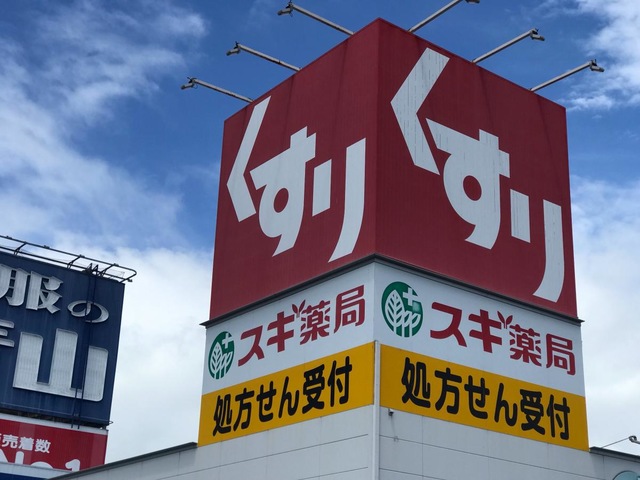 くすり
くすり
スギ薬局
スギ薬局
処方せん受付
処方せん受付
服の
山
売着数